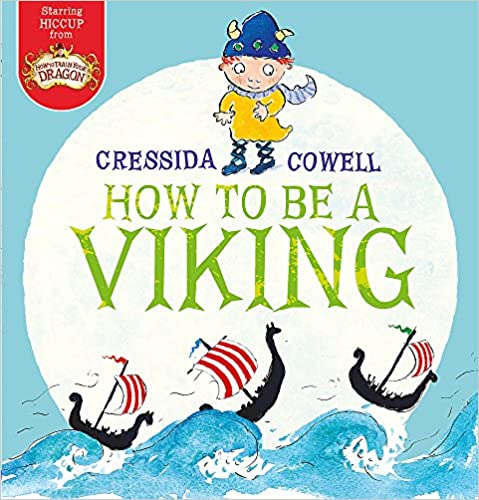 Starring
HICCUP
from
HOW TO TRAIN YOUR
DRAGON
CRESSIDA COWELL
HOW TO BE A
VIKING